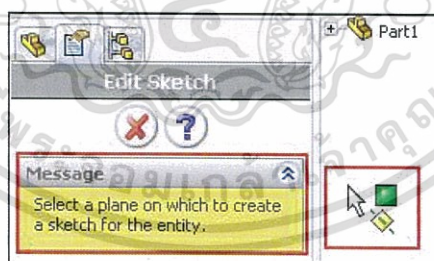 Part1
Edit Sketch
Message
Select a plane on which to create
a sketch for the entity.